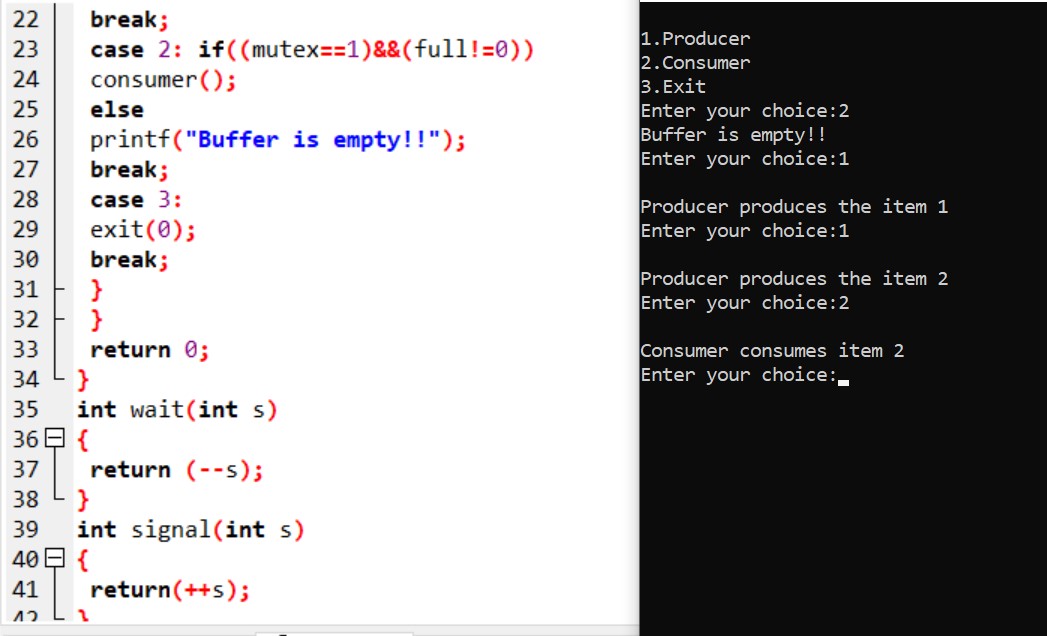 22 break;
23 case 2: if((mutex==1)&&(full!=0))
24 consumer();
25 else
26 printf("Buffer is empty!!");
27 break;
28 case 3:
29 exit(0);
30 break;
31 }
32 }
33 return 0;
34 }
35 int wait(int s)
36 {
37 return (--s);
38 }
39 int signal(int s)
40 {
41 return(++s);
42 }
1.Producer
2.Consumer
3.Exit
Enter your choice:2
Buffer is empty!!
Enter your choice:1
Producer produces the item 1
Enter your choice:1
Producer produces the item 2
Enter your choice:2
Consumer consumes item 2
Enter your choice: